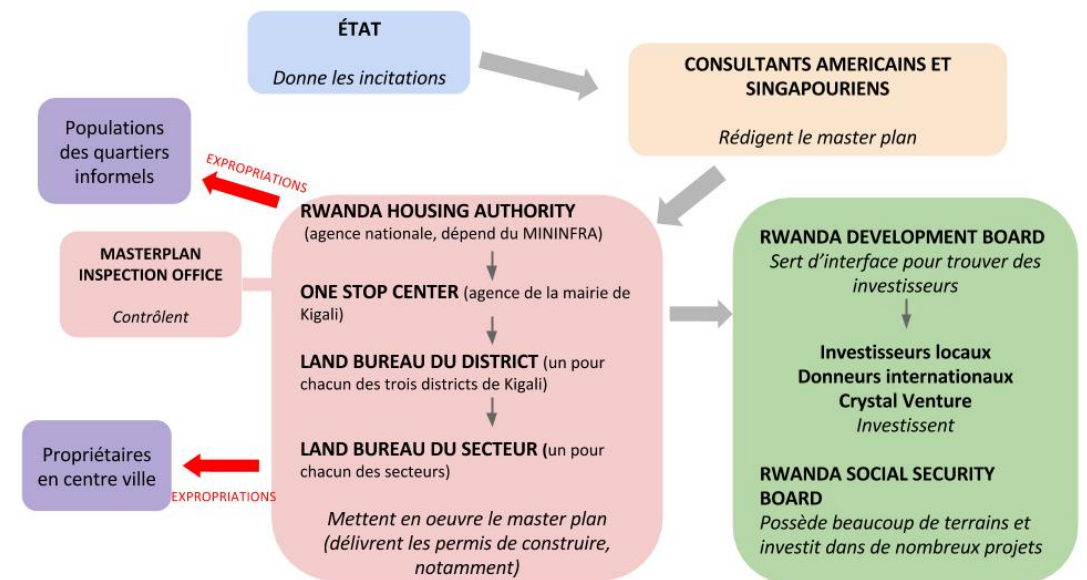 ÉTAT
Donne les incitations
CONSULTANTS AMERICAINS ET
SINGAPOURIENS
Rédigent le master plan
Populations
des quartiers
informels
EXPROPRIATIONS
MASTERPLAN
INSPECTION OFFICE
Contrôlent
Propriétaires
en centre ville
EXPROPRIATIONS
RWANDA HOUSING AUTHORITY
(agence nationale, dépend du MININFRA)
ONE STOP CENTER (agence de la mairie de
Kigali)
LAND BUREAU DU DISTRICT (un pour
chacun des trois districts de Kigali)
LAND BUREAU DU SECTEUR (un pour
chacun des secteurs)
Mettent en oeuvre le master plan
(délivrent les permis de construire,
notamment)
RWANDA DEVELOPMENT BOARD
Sert d’interface pour trouver des
investisseurs
Investisseurs locaux
Donneurs internationaux
Crystal Venture
Investissent
RWANDA SOCIAL SECURITY
BOARD
Possède beaucoup de terrains et
investit dans de nombreux projets